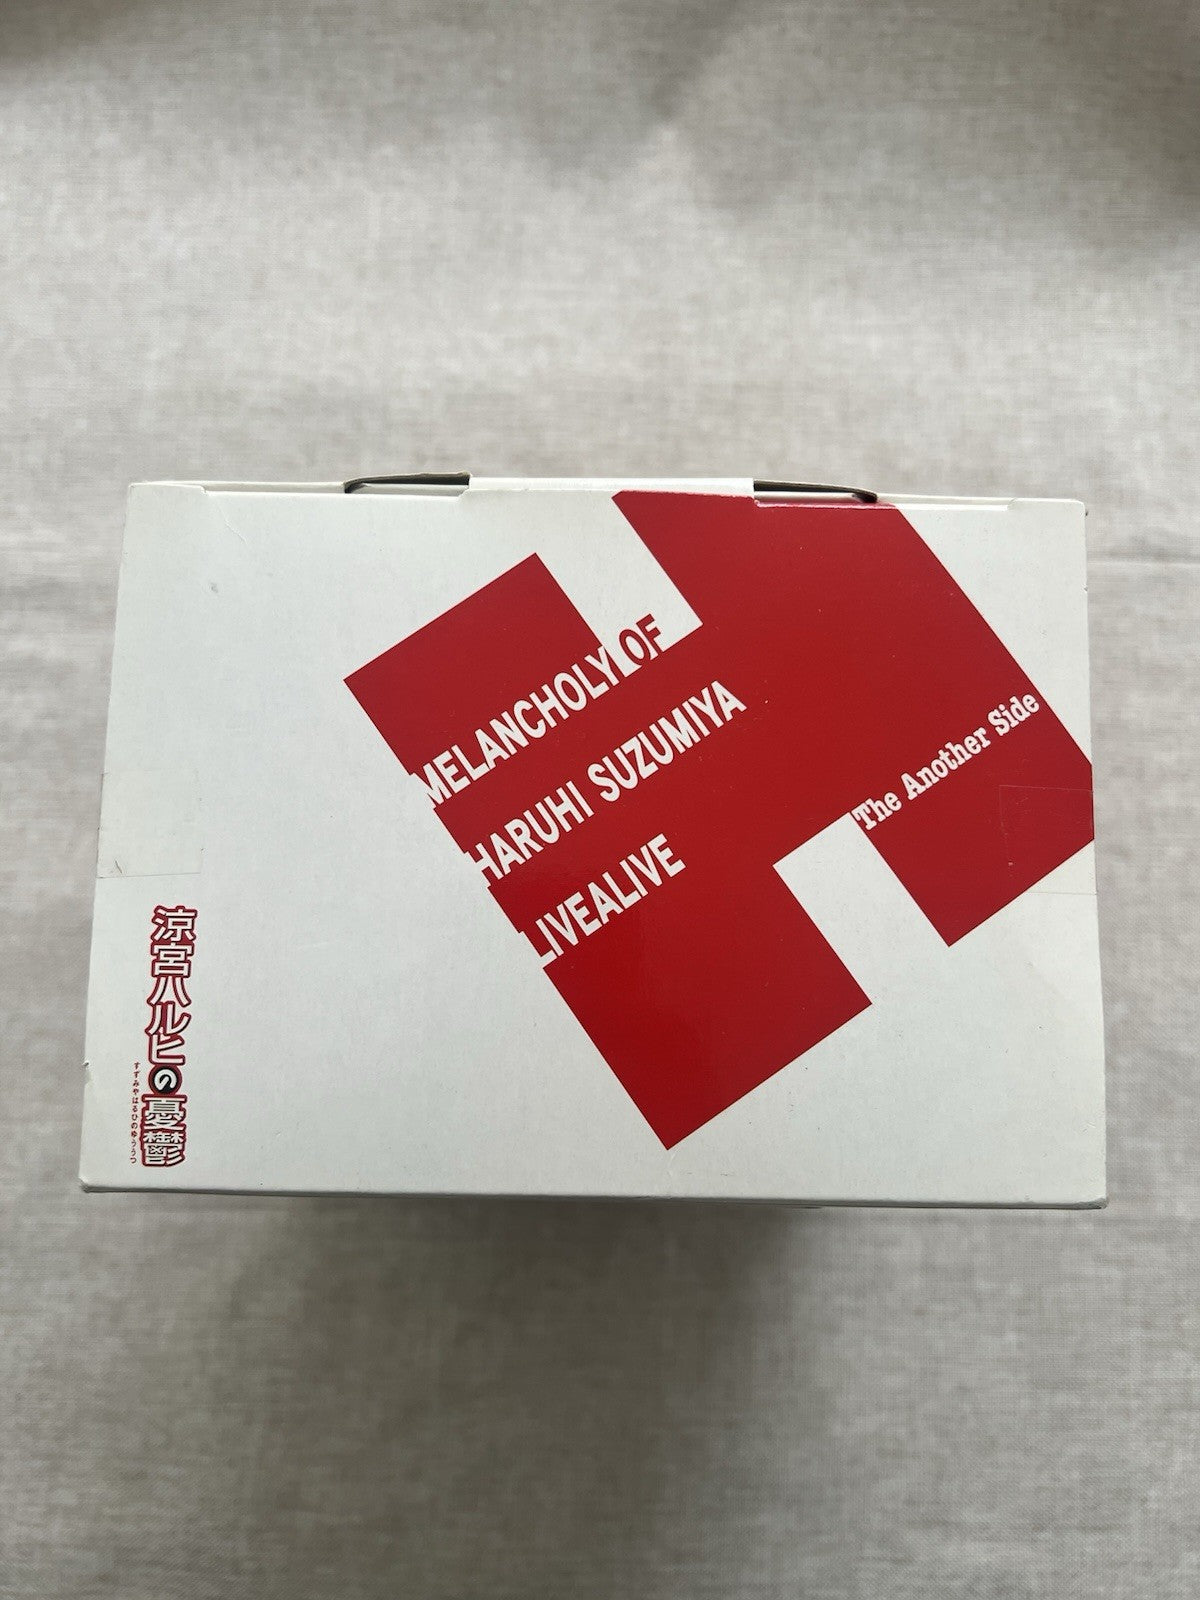 MELANCHOLY OF
HARUHI SUZUMIYA
LIVEALIVE
The Another Side
涼宮ハルヒの憂鬱
すずみやはるひのゆううつ